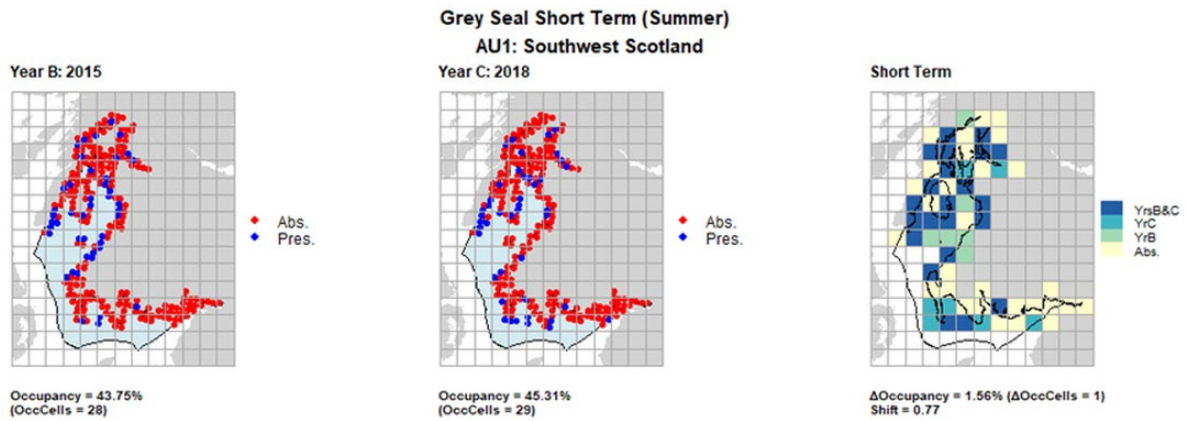 Grey Seal Short Term (Summer)
AU1: Southwest Scotland
Year B: 2015
Year C: 2018
Short Term
Abs.
Pres.
Abs.
Pres.
YrsB&C
YrC
YrB
Abs.
Occupancy = 43.75%
(OccCells = 28)
Occupancy = 45.31%
(OccCells = 29)
ΔOccupancy = 1.56% (ΔOccCells = 1)
Shift = 0.77